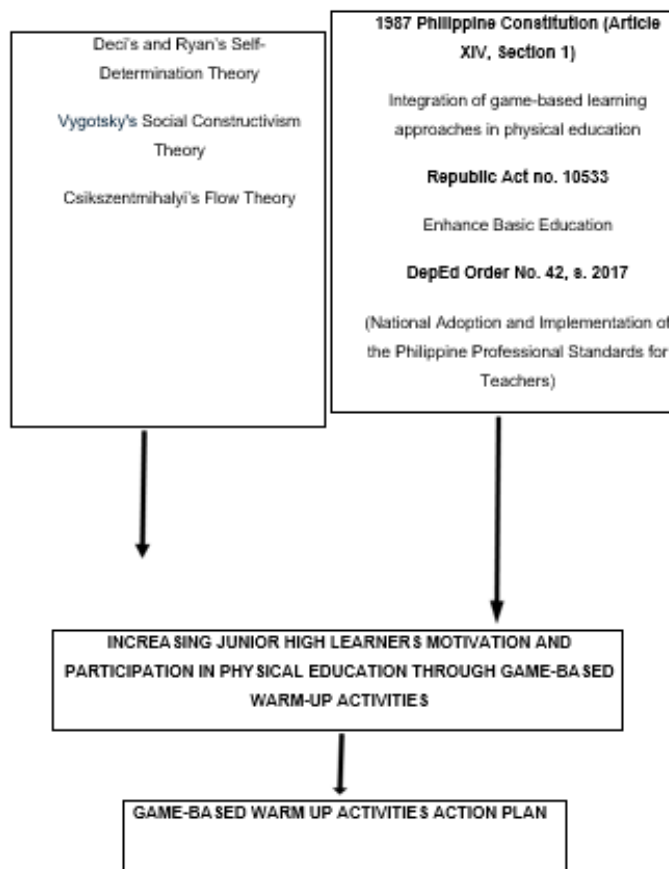 Deci's and Ryan's Self-
Determination Theory
Vygotsky's Social Constructivism
Theory
Csikszentmihalyi's Flow Theory
1987 Philippine Constitution (Article
XIV, Section 1)
Integration of game-based learning
approaches in physical education
Republic Act no. 10533
Enhance Basic Education
DepEd Order No. 42, s. 2017
(National Adoption and Implementation of
the Philippine Professional Standards for
Teachers)
INCREASING JUNIOR HIGH LEARNERS MOTIVATION AND
PARTICIPATION IN PHYSICAL EDUCATION THROUGH GAME-BASED
WARM-UP ACTIVITIES
GAME-BASED WARM UP ACTIVITIES ACTION PLAN